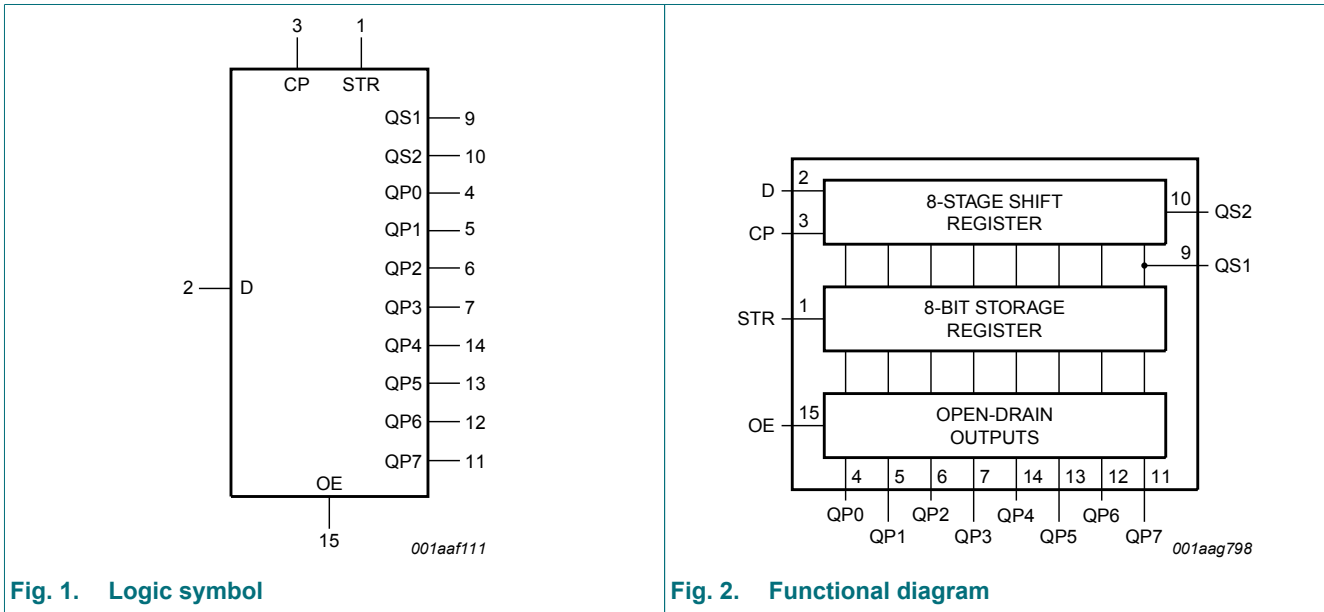 3 1
CP STR
QS1 9
QS2 10
QP0 4
QP1 5
QP2 6
QP3 7
2 D
QP4 14
QP5 13
QP6 12
QP7 11
OE
15
001aaf111
Fig. 1. Logic symbol
D 2
8-STAGE SHIFT
REGISTER
10 QS2
CP 3
9 QS1
STR 1
8-BIT STORAGE
REGISTER
OE 15
OPEN-DRAIN
OUTPUTS
4 5 6 7 14 13 12 11
QP0 QP2 QP4 QP6
QP1 QP3 QP5 QP7
001aag798
Fig. 2. Functional diagram